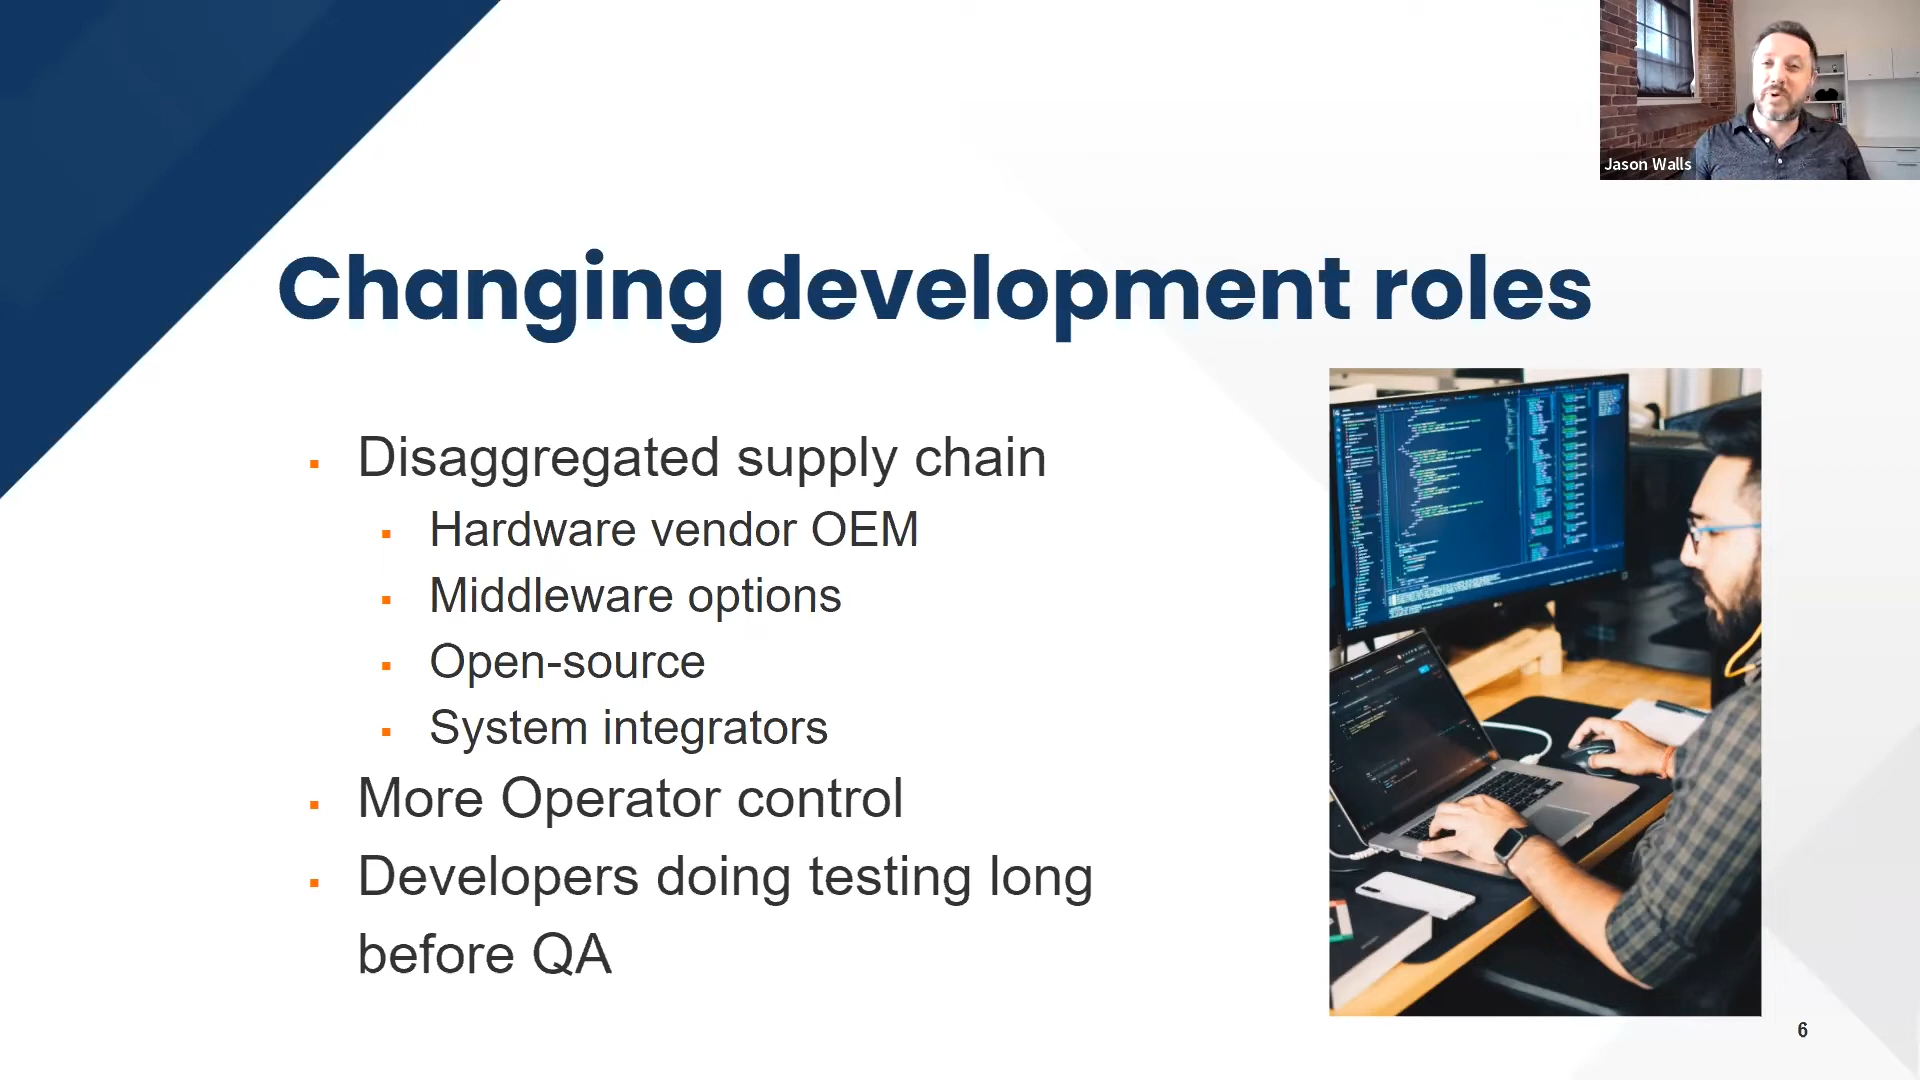 Jason Walls
Changing development roles
Disaggregated supply chain
Hardware vendor OEM
Middleware options
Open-source
System integrators
More Operator control
Developers doing testing long
before QA
6